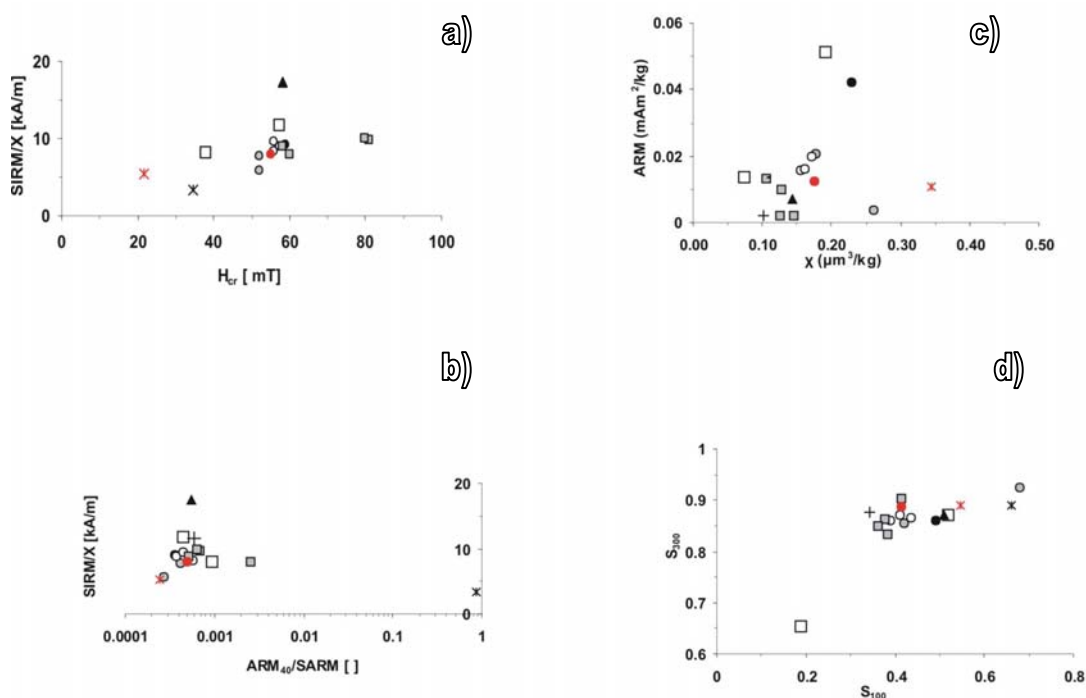 a)
SIRM/X [kA/m]
20
10
0
0 20 40 60 80 100
H_cr [ mT]
c)
ARM (mAm²/kg)
0.06
0.04
0.02
0
0.00 0.10 0.20 0.30 0.40 0.50
χ (µm³/kg)
b)
SIRM/X [kA/m]
20
10
0
0.0001 0.001 0.01 0.1 1
ARM₄₀/SARM [ ]
d)
S₃₀₀
1
0.9
0.8
0.7
0.6
0 0.2 0.4 0.6 0.8
S₁₀₀